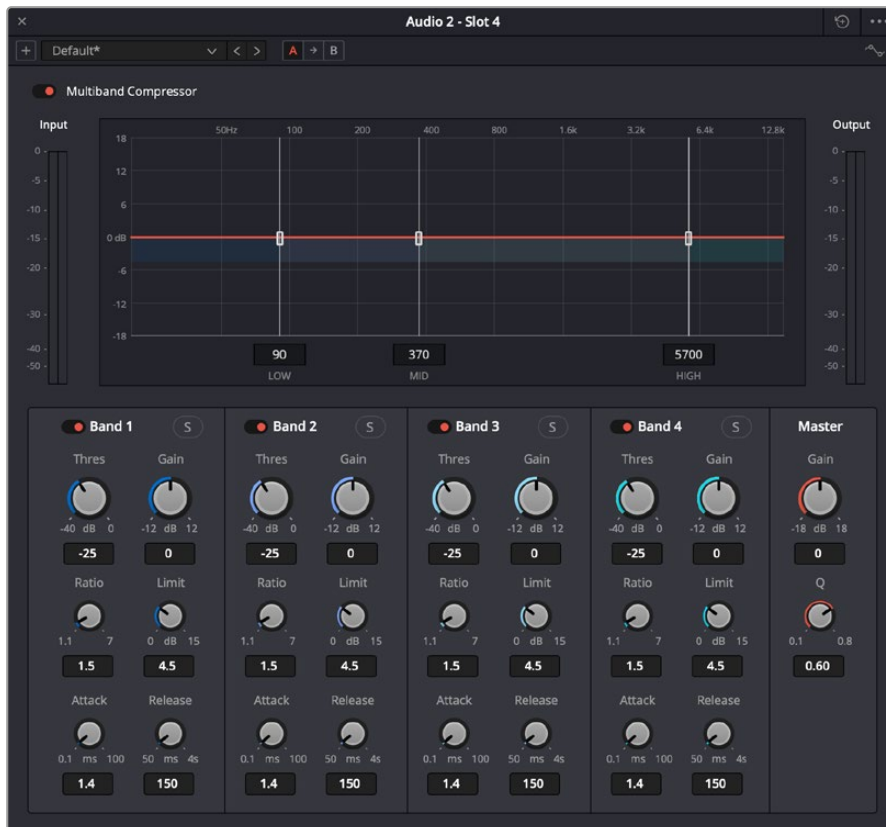 Audio 2 - Slot 4
Default* A B
Multiband Compressor
Input Output
50Hz 100 200 400 800 1.6k 3.2k 6.4k 12.8k
18
12
6
0 dB
-6
-12
-18
0 0
-5 -5
-10 -10
-15 -15
-20 -20
-30 -30
-40 -40
-50 -50
90 370 5700
LOW MID HIGH
Band 1 S Band 2 S Band 3 S Band 4 S Master
Thres Gain Thres Gain Thres Gain Thres Gain Gain
-40 dB 0 -12 dB 12 -40 dB 0 -12 dB 12 -40 dB 0 -12 dB 12 -40 dB 0 -12 dB 12 -18 dB 18
-25 0 -25 0 -25 0 -25 0 0
Ratio Limit Ratio Limit Ratio Limit Ratio Limit Q
1.1 7 0 dB 15 1.1 7 0 dB 15 1.1 7 0 dB 15 1.1 7 0 dB 15 0.1 0.8
1.5 4.5 1.5 4.5 1.5 4.5 1.5 4.5 0.60
Attack Release Attack Release Attack Release Attack Release
0.1 ms 100 50 ms 4s 0.1 ms 100 50 ms 4s 0.1 ms 100 50 ms 4s 0.1 ms 100 50 ms 4s
1.4 150 1.4 150 1.4 150 1.4 150